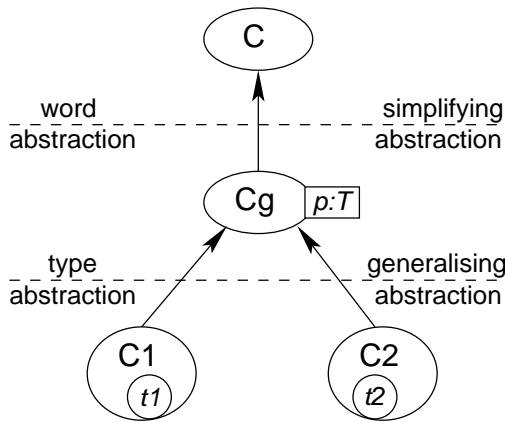 C
word simplifying
abstraction abstraction
Cg p:T
type generalising
abstraction abstraction
C1 C2
t1 t2